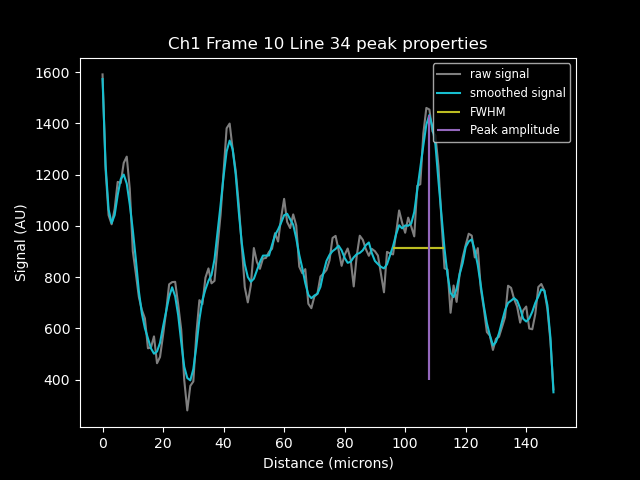 Ch1 Frame 10 Line 34 peak properties
raw signal
smoothed signal
FWHM
Peak amplitude
Signal (AU)
1600
1400
1200
1000
800
600
400
0 20 40 60 80 100 120 140
Distance (microns)